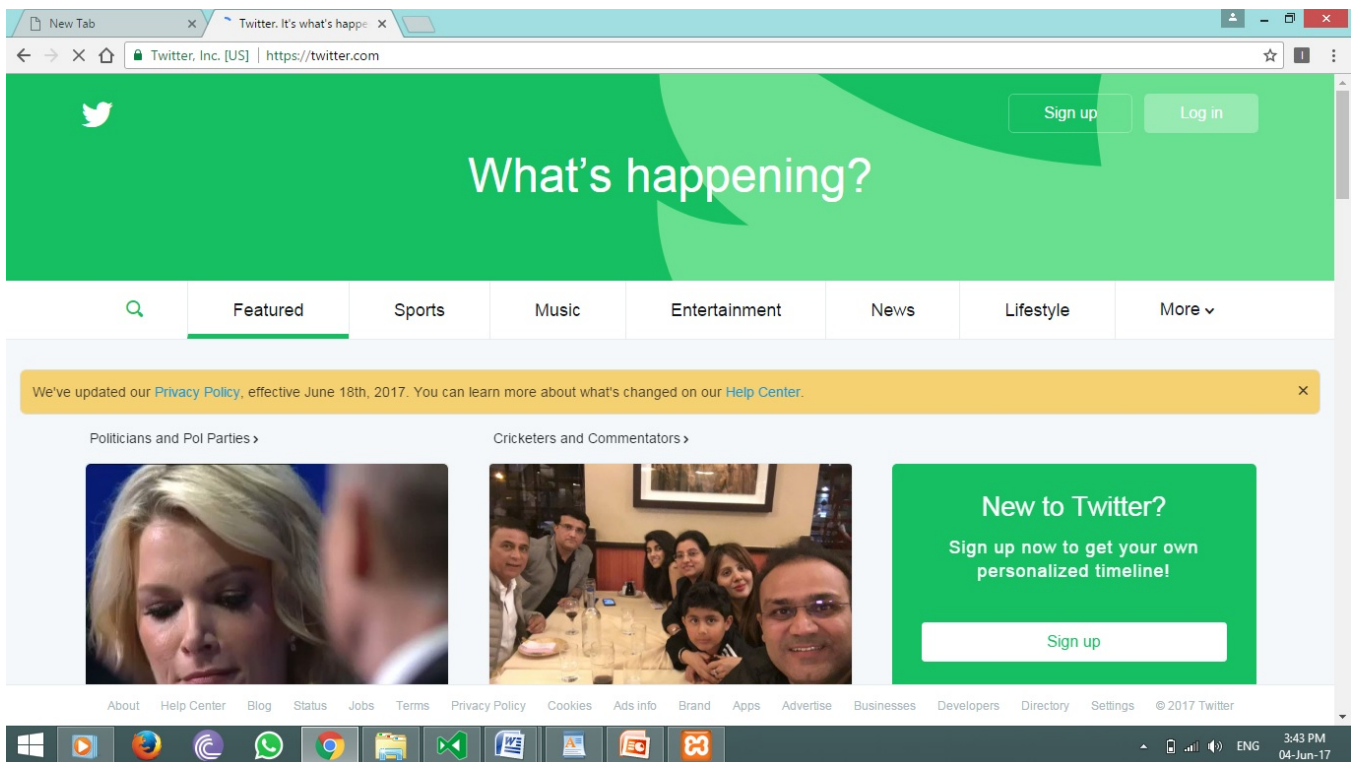 New Tab
Twitter. It's what's happe
Twitter, Inc. [US] | https://twitter.com
Sign up
Log in
What's happening?
Featured
Sports
Music
Entertainment
News
Lifestyle
More
We've updated our Privacy Policy, effective June 18th, 2017. You can learn more about what's changed on our Help Center.
Politicians and Pol Parties
Cricketers and Commentators
New to Twitter?
Sign up now to get your own
personalized timeline!
Sign up
About Help Center Blog Status Jobs Terms Privacy Policy Cookies Ads info Brand Apps Advertise Businesses Developers Directory Settings © 2017 Twitter
ENG
3:43 PM
04-Jun-17